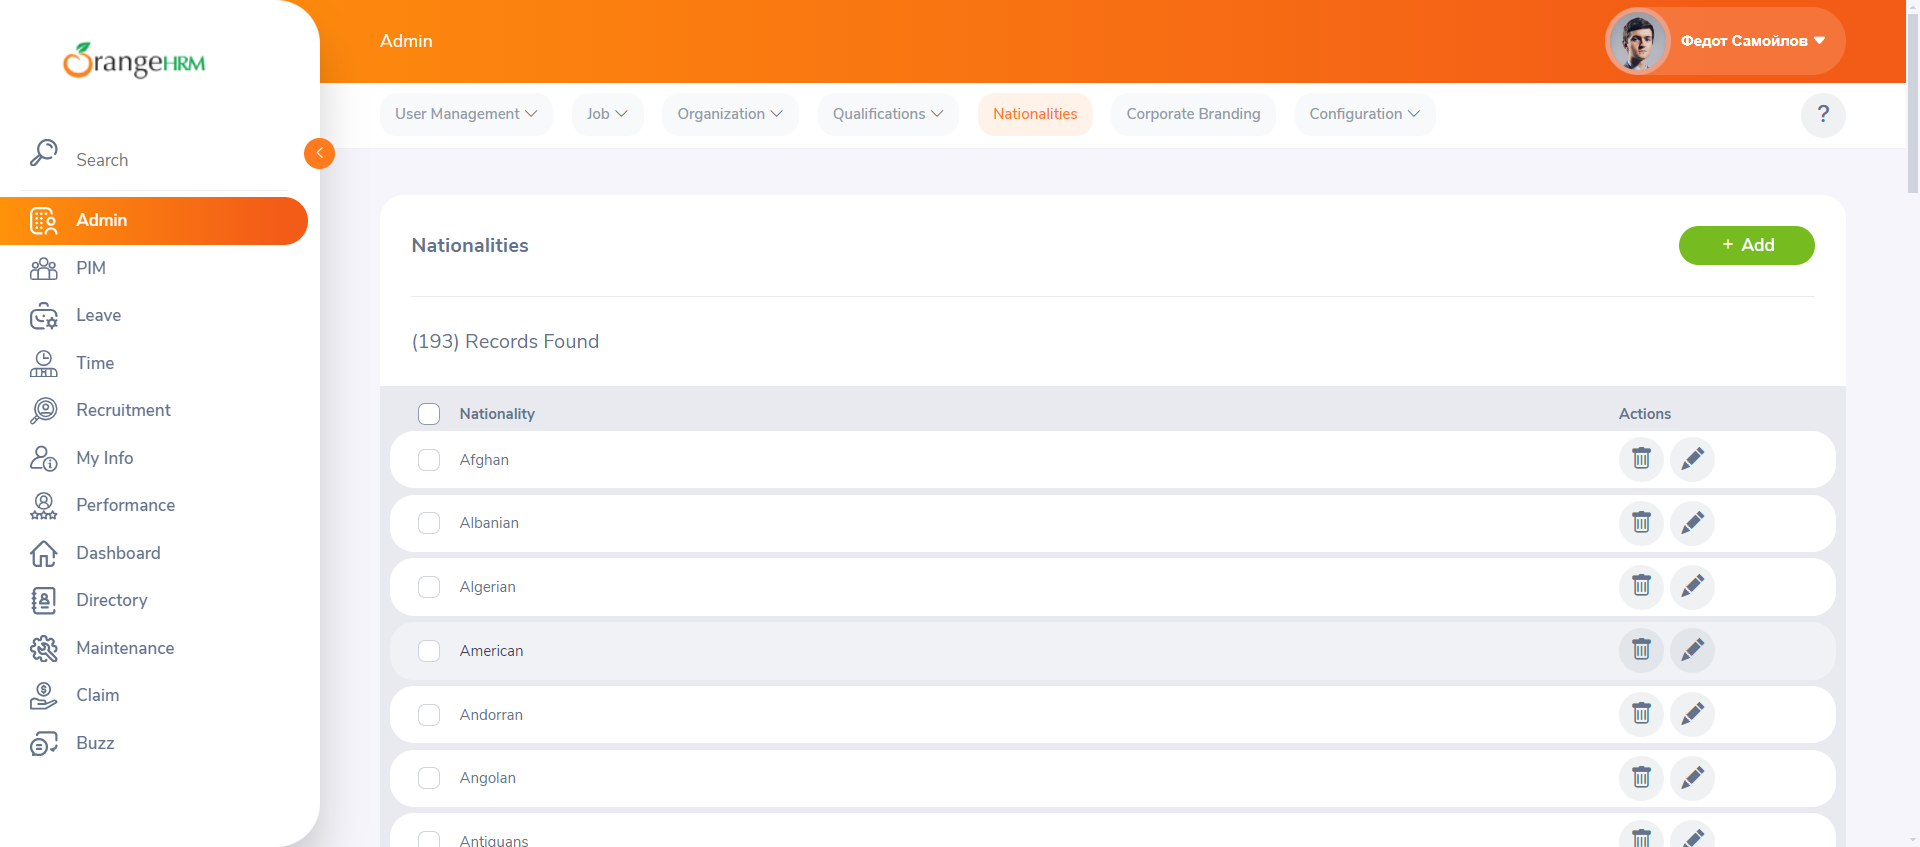 OrangeHRM
Search
Admin
PIM
Leave
Time
Recruitment
My Info
Performance
Dashboard
Directory
Maintenance
Claim
Buzz
Admin
Федот Самойлов
User Management
Job
Organization
Qualifications
Nationalities
Corporate Branding
Configuration
?
Nationalities
+ Add
(193) Records Found
Nationality Actions
Afghan
Albanian
Algerian
American
Andorran
Angolan
Antiguans